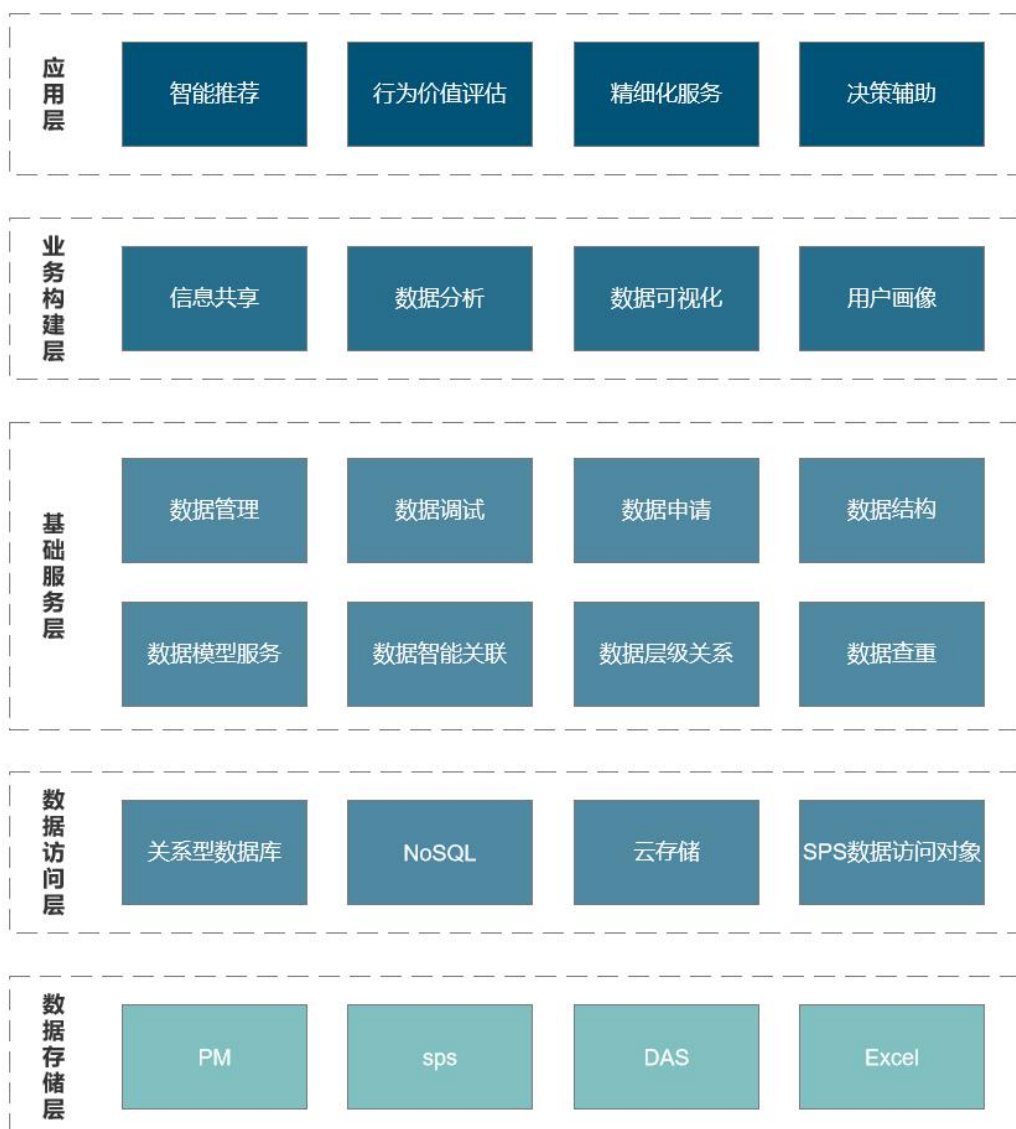 应用层
智能推荐
行为价值评估
精细化服务
决策辅助
业务构建层
信息共享
数据分析
数据可视化
用户画像
基础服务层
数据管理
数据调试
数据申请
数据结构
数据模型服务
数据智能关联
数据层级关系
数据查重
数据访问层
关系型数据库
NoSQL
云存储
SPS数据访问对象
数据存储层
PM
sps
DAS
Excel